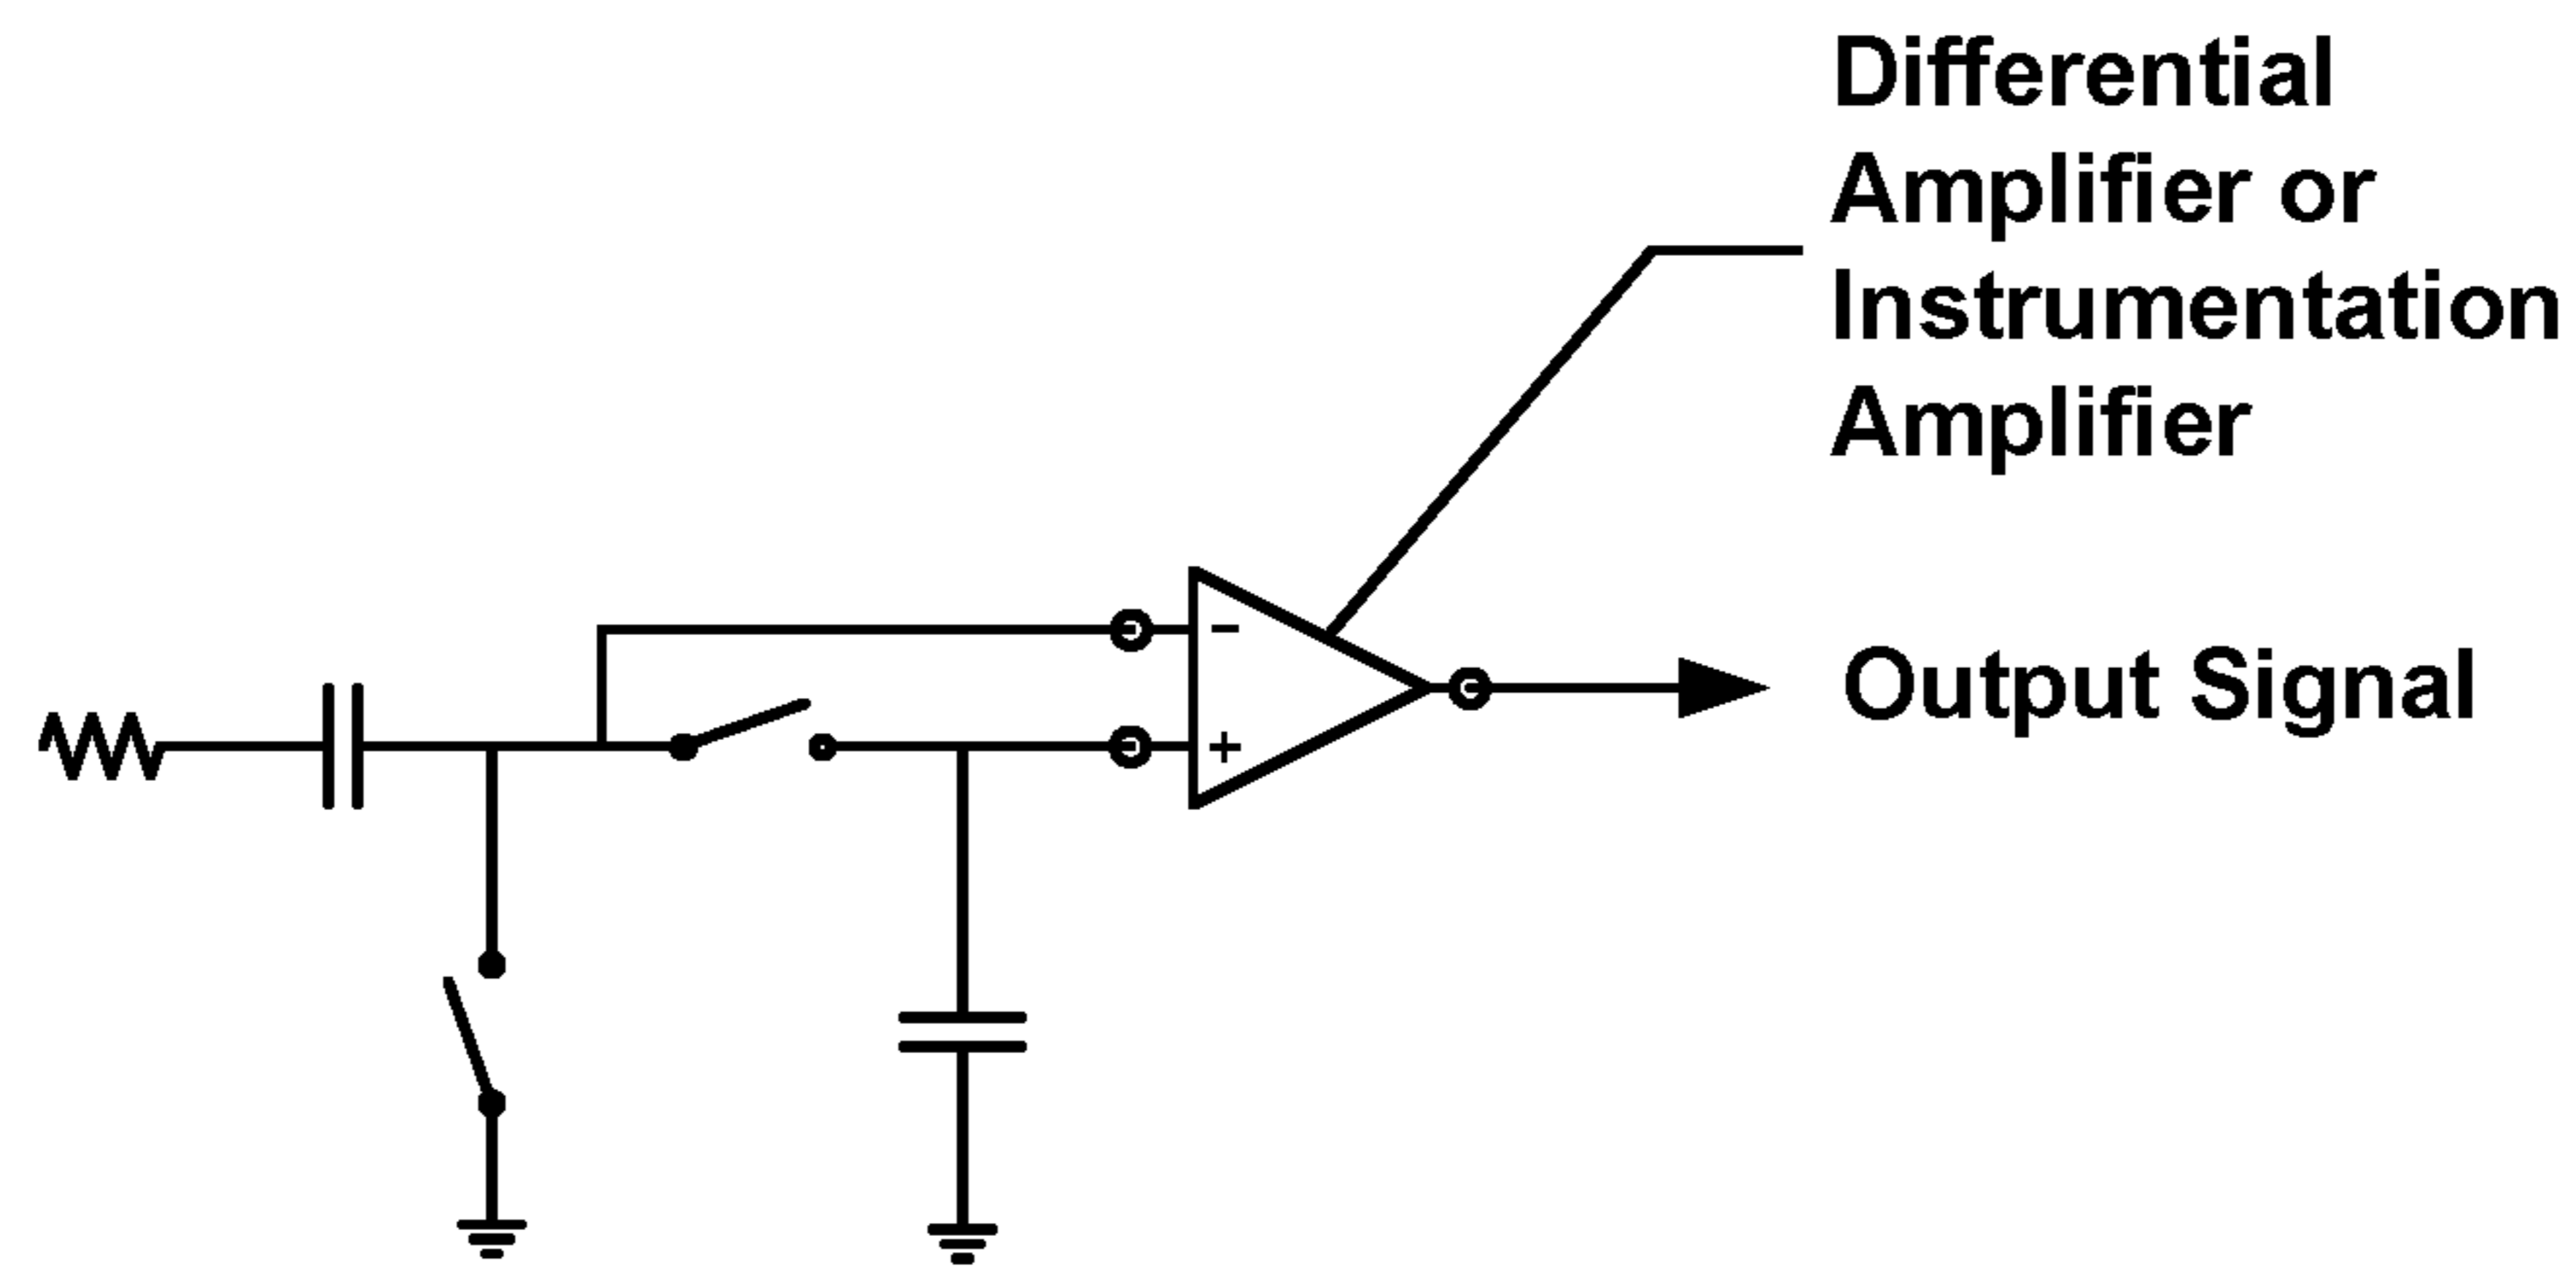 Differential
Amplifier or
Instrumentation
Amplifier
−
+
Output Signal